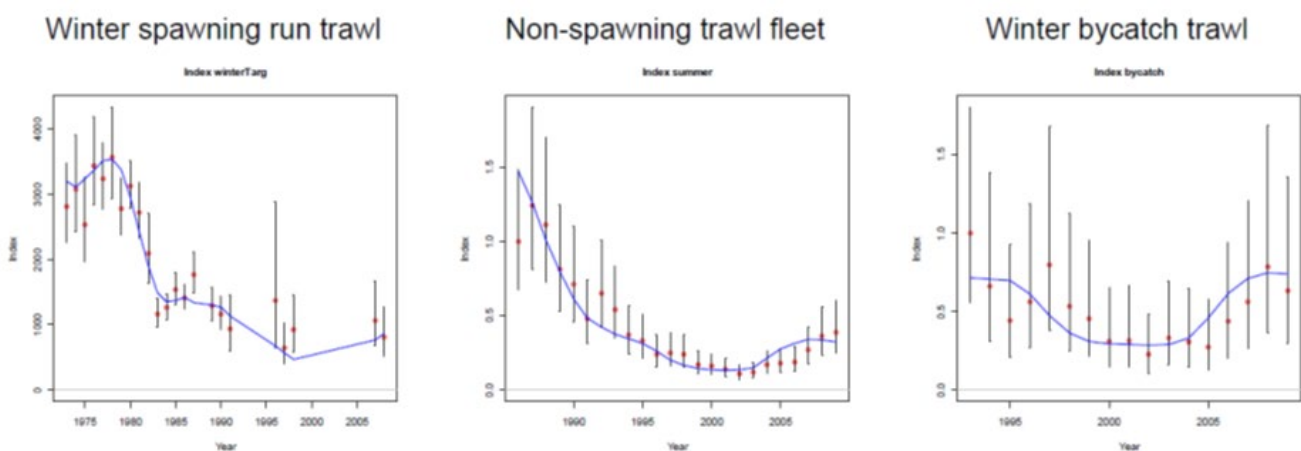 Winter spawning run trawl
Index winterTarg
Index
4000
3000
2000
1000
0
1975
1980
1985
1990
1995
2000
2005
Year
Non-spawning trawl fleet
Index summer
Index
1.5
1.0
0.5
0.0
1990
1995
2000
2005
Year
Winter bycatch trawl
Index bycatch
Index
1.5
1.0
0.5
0.0
1995
2000
2005
Year